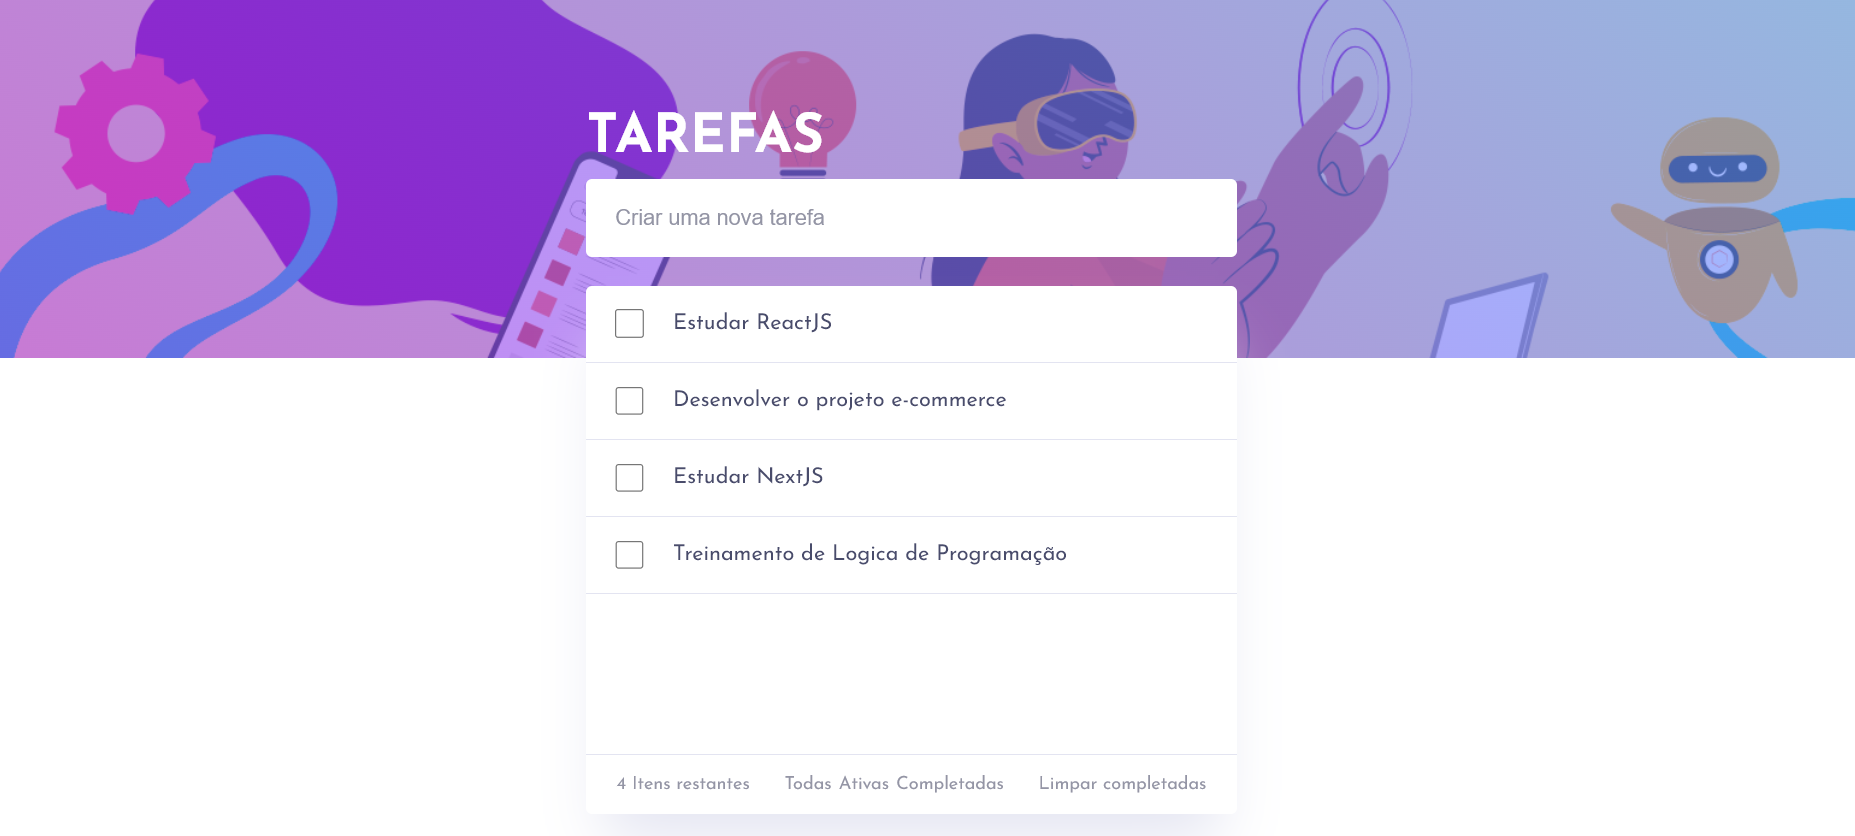 TAREFAS
Criar uma nova tarefa
Estudar ReactJS
Desenvolver o projeto e-commerce
Estudar NextJS
Treinamento de Logica de Programação
4 Itens restantes Todas Ativas Completadas Limpar completadas